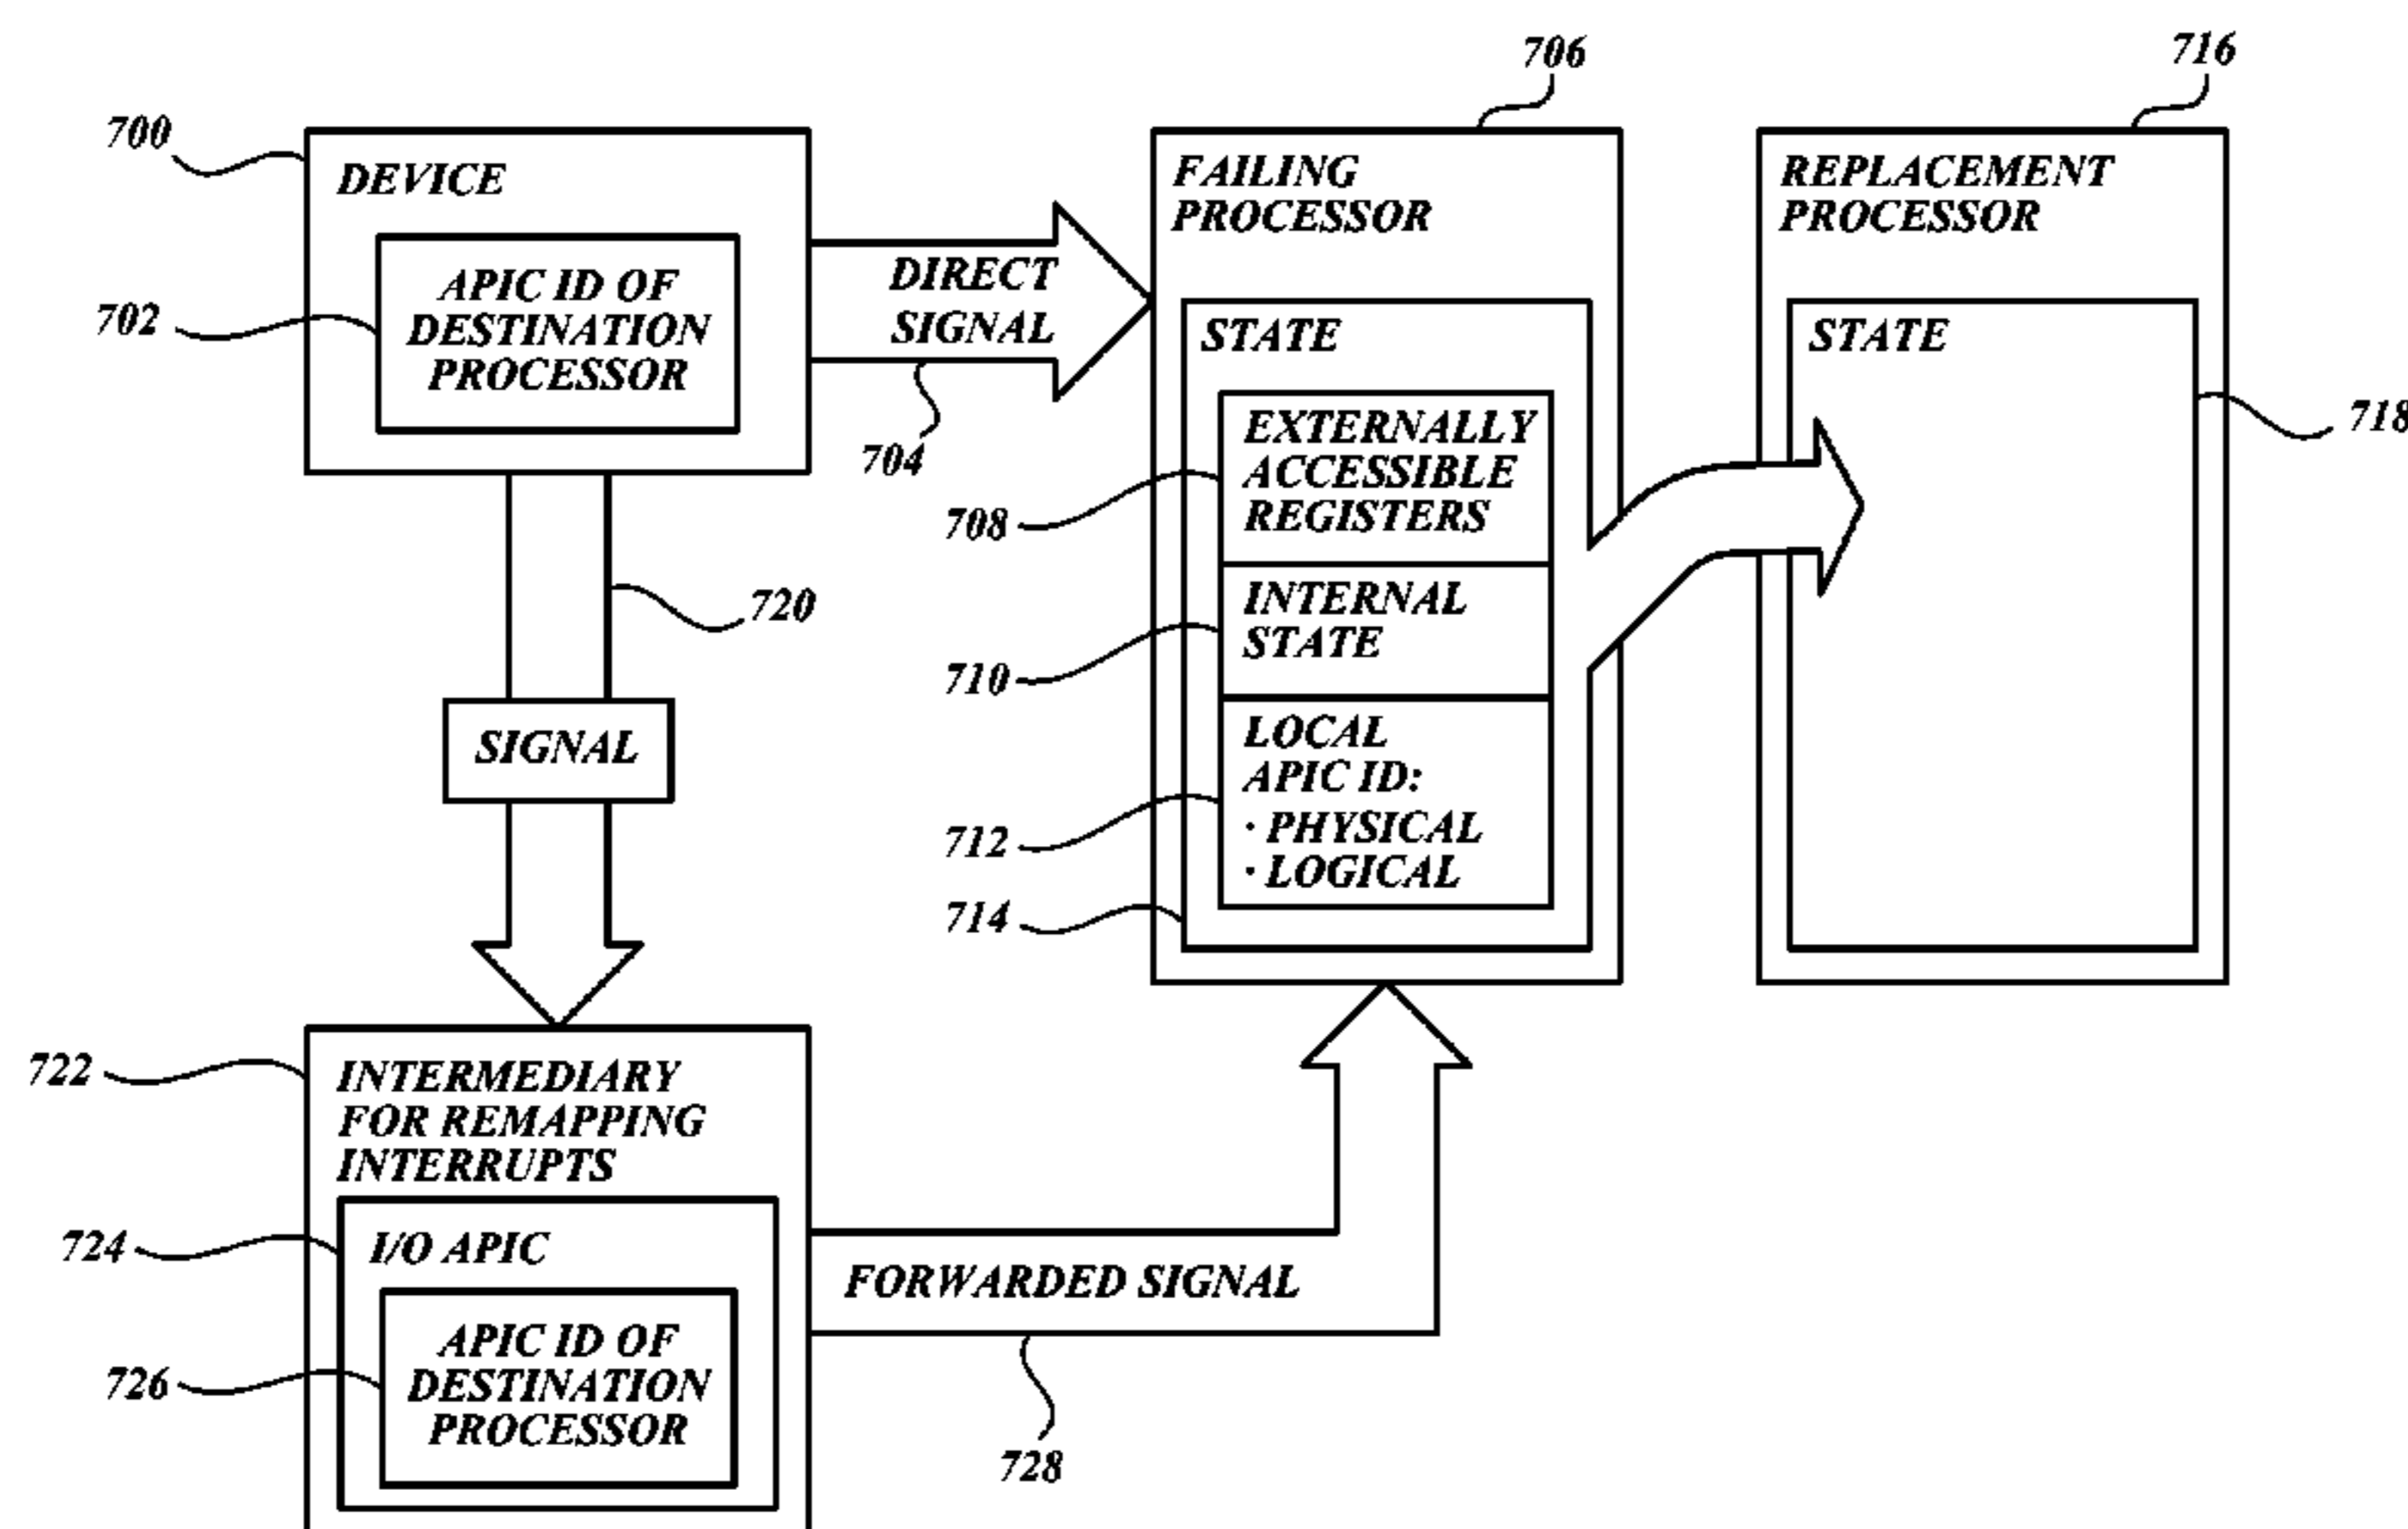 706
716
700
DEVICE
FAILING
PROCESSOR
REPLACEMENT
PROCESSOR
702
APIC ID OF
DESTINATION
PROCESSOR
DIRECT
SIGNAL
704
STATE
STATE
718
EXTERNALLY
ACCESSIBLE
REGISTERS
708
INTERNAL
STATE
710
720
SIGNAL
LOCAL
APIC ID:
· PHYSICAL
· LOGICAL
712
714
722
INTERMEDIARY
FOR REMAPPING
INTERRUPTS
724
I/O APIC
FORWARDED SIGNAL
726
APIC ID OF
DESTINATION
PROCESSOR
728